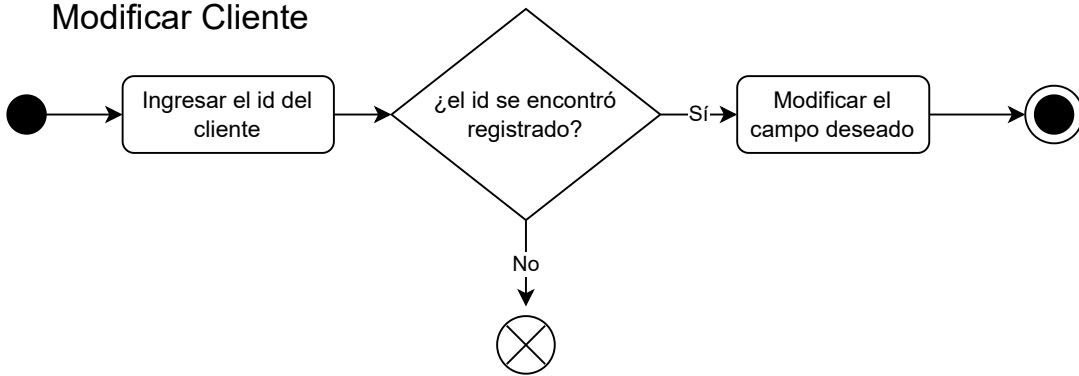 Modificar Cliente
Ingresar el id del
cliente
¿el id se encontró
registrado?
Sí
Modificar el
campo deseado
No